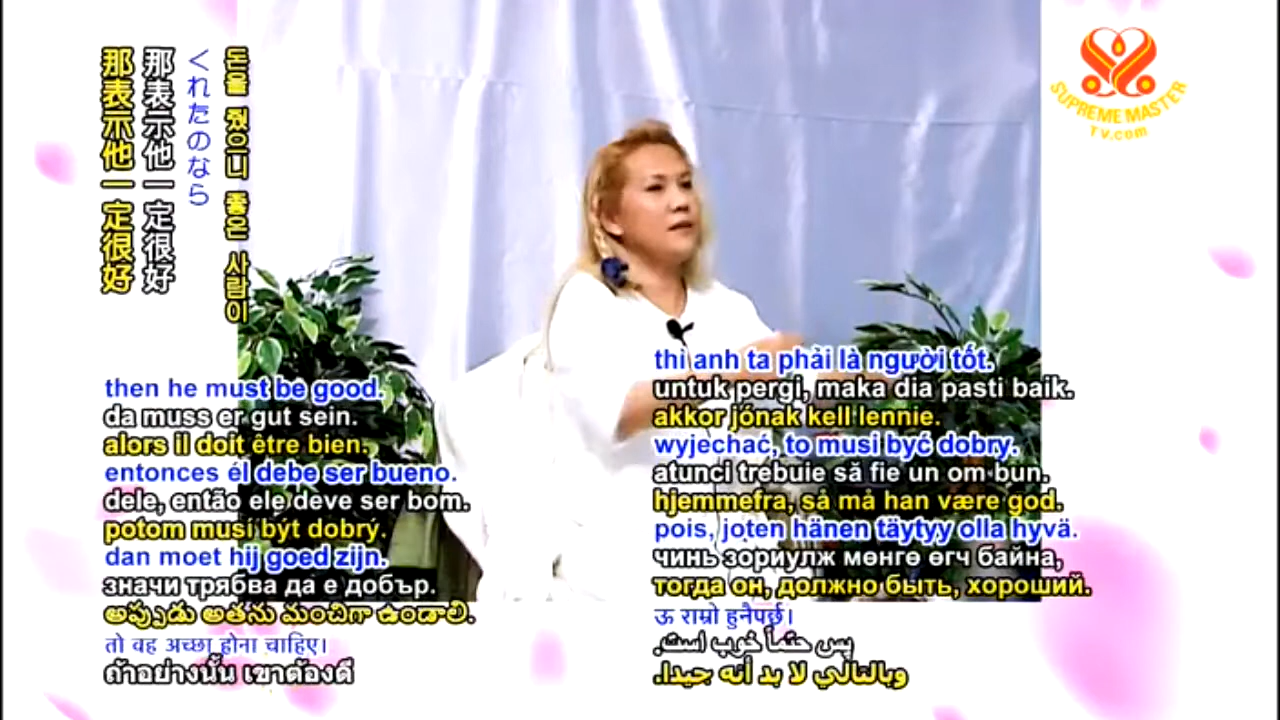 돈을 줬으니 좋은 사람이
くれたのなら
那表示他一定很好
那表示他一定很好
SUPREME MASTER
TV.com
then he must be good.
da muss er gut sein.
alors il doit être bien.
entonces él debe ser bueno.
dele, então ele deve ser bom.
potom musí být dobrý.
dan moet hij goed zijn.
значи трябва да е добър.
అప్పుడు అతను మంచిగా ఉండాలి.
तो वह अच्छा होना चाहिए।
ถ้าอย่างนั้น เขาต้องดี
thì anh ta phải là người tốt.
untuk pergi, maka dia pasti baik.
akkor jónak kell lennie.
wyjechać, to musi być dobry.
atunci trebuie să fie un om bun.
hjemmefra, så må han være god.
pois, joten hänen täytyy olla hyvä.
чинь зориулж мөнгө өгч байна,
тогда он, должно быть, хороший.
ऊ राम्रो हुनैपर्छ।
پس حتماً خوب است.
وبالتالي لا بد أنه جيدا.